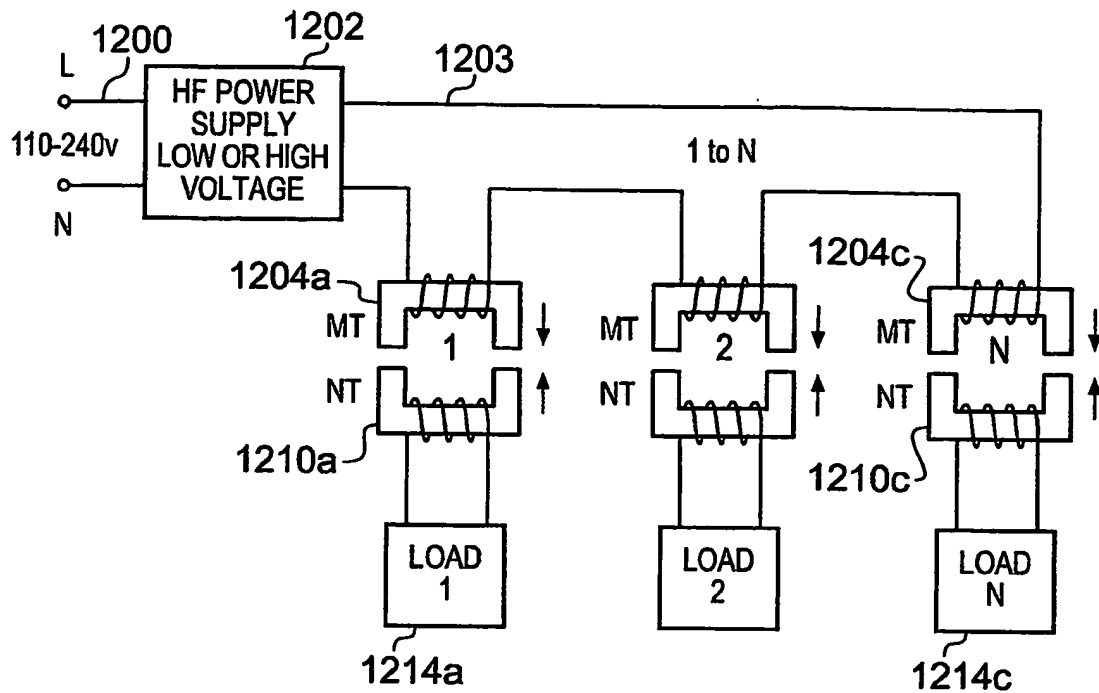 1200
1202
1203
L
HF POWER
SUPPLY
LOW OR HIGH
VOLTAGE
110-240v
N
1 to N
1204a
1204c
MT
1
MT
2
MT
N
NT
NT
NT
1210a
1210c
LOAD
1
LOAD
2
LOAD
N
1214a
1214c